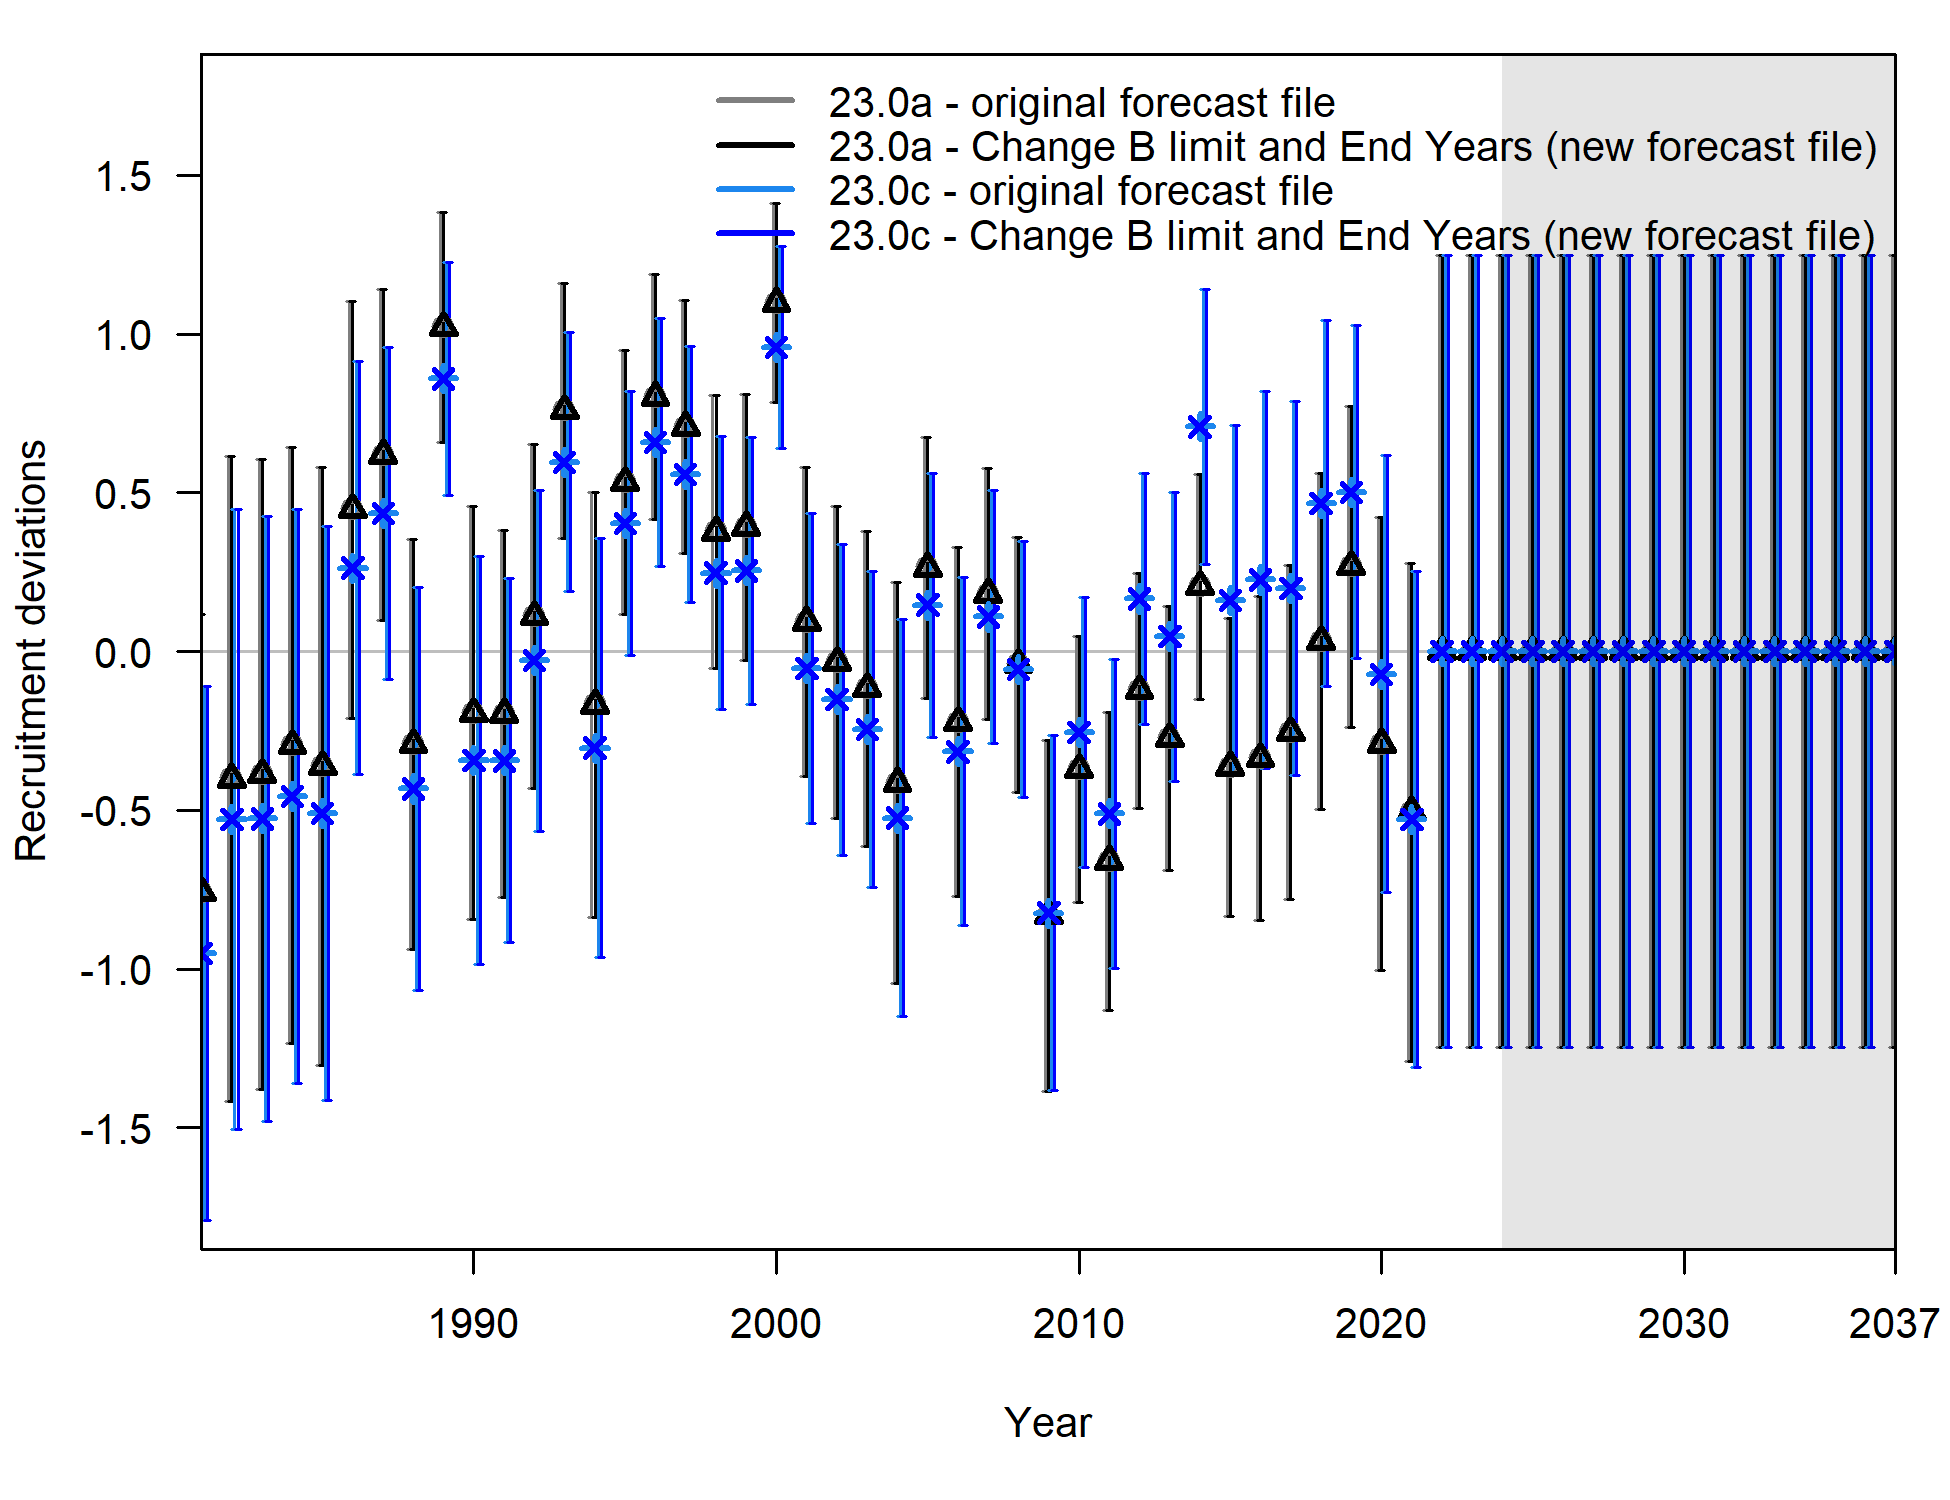 23.0a - original forecast file
23.0a - Change B limit and End Years (new forecast file)
23.0c - original forecast file
23.0c - Change B limit and End Years (new forecast file)
Recruitment deviations
1.5
1.0
0.5
0.0
-0.5
-1.0
-1.5
1990 2000 2010 2020 2030 2037
Year